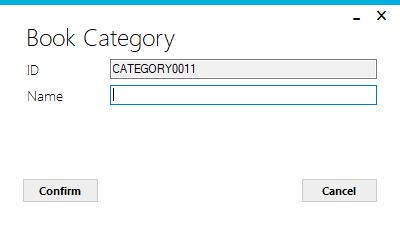 Book Category
ID CATEGORY0011
Name
Confirm Cancel